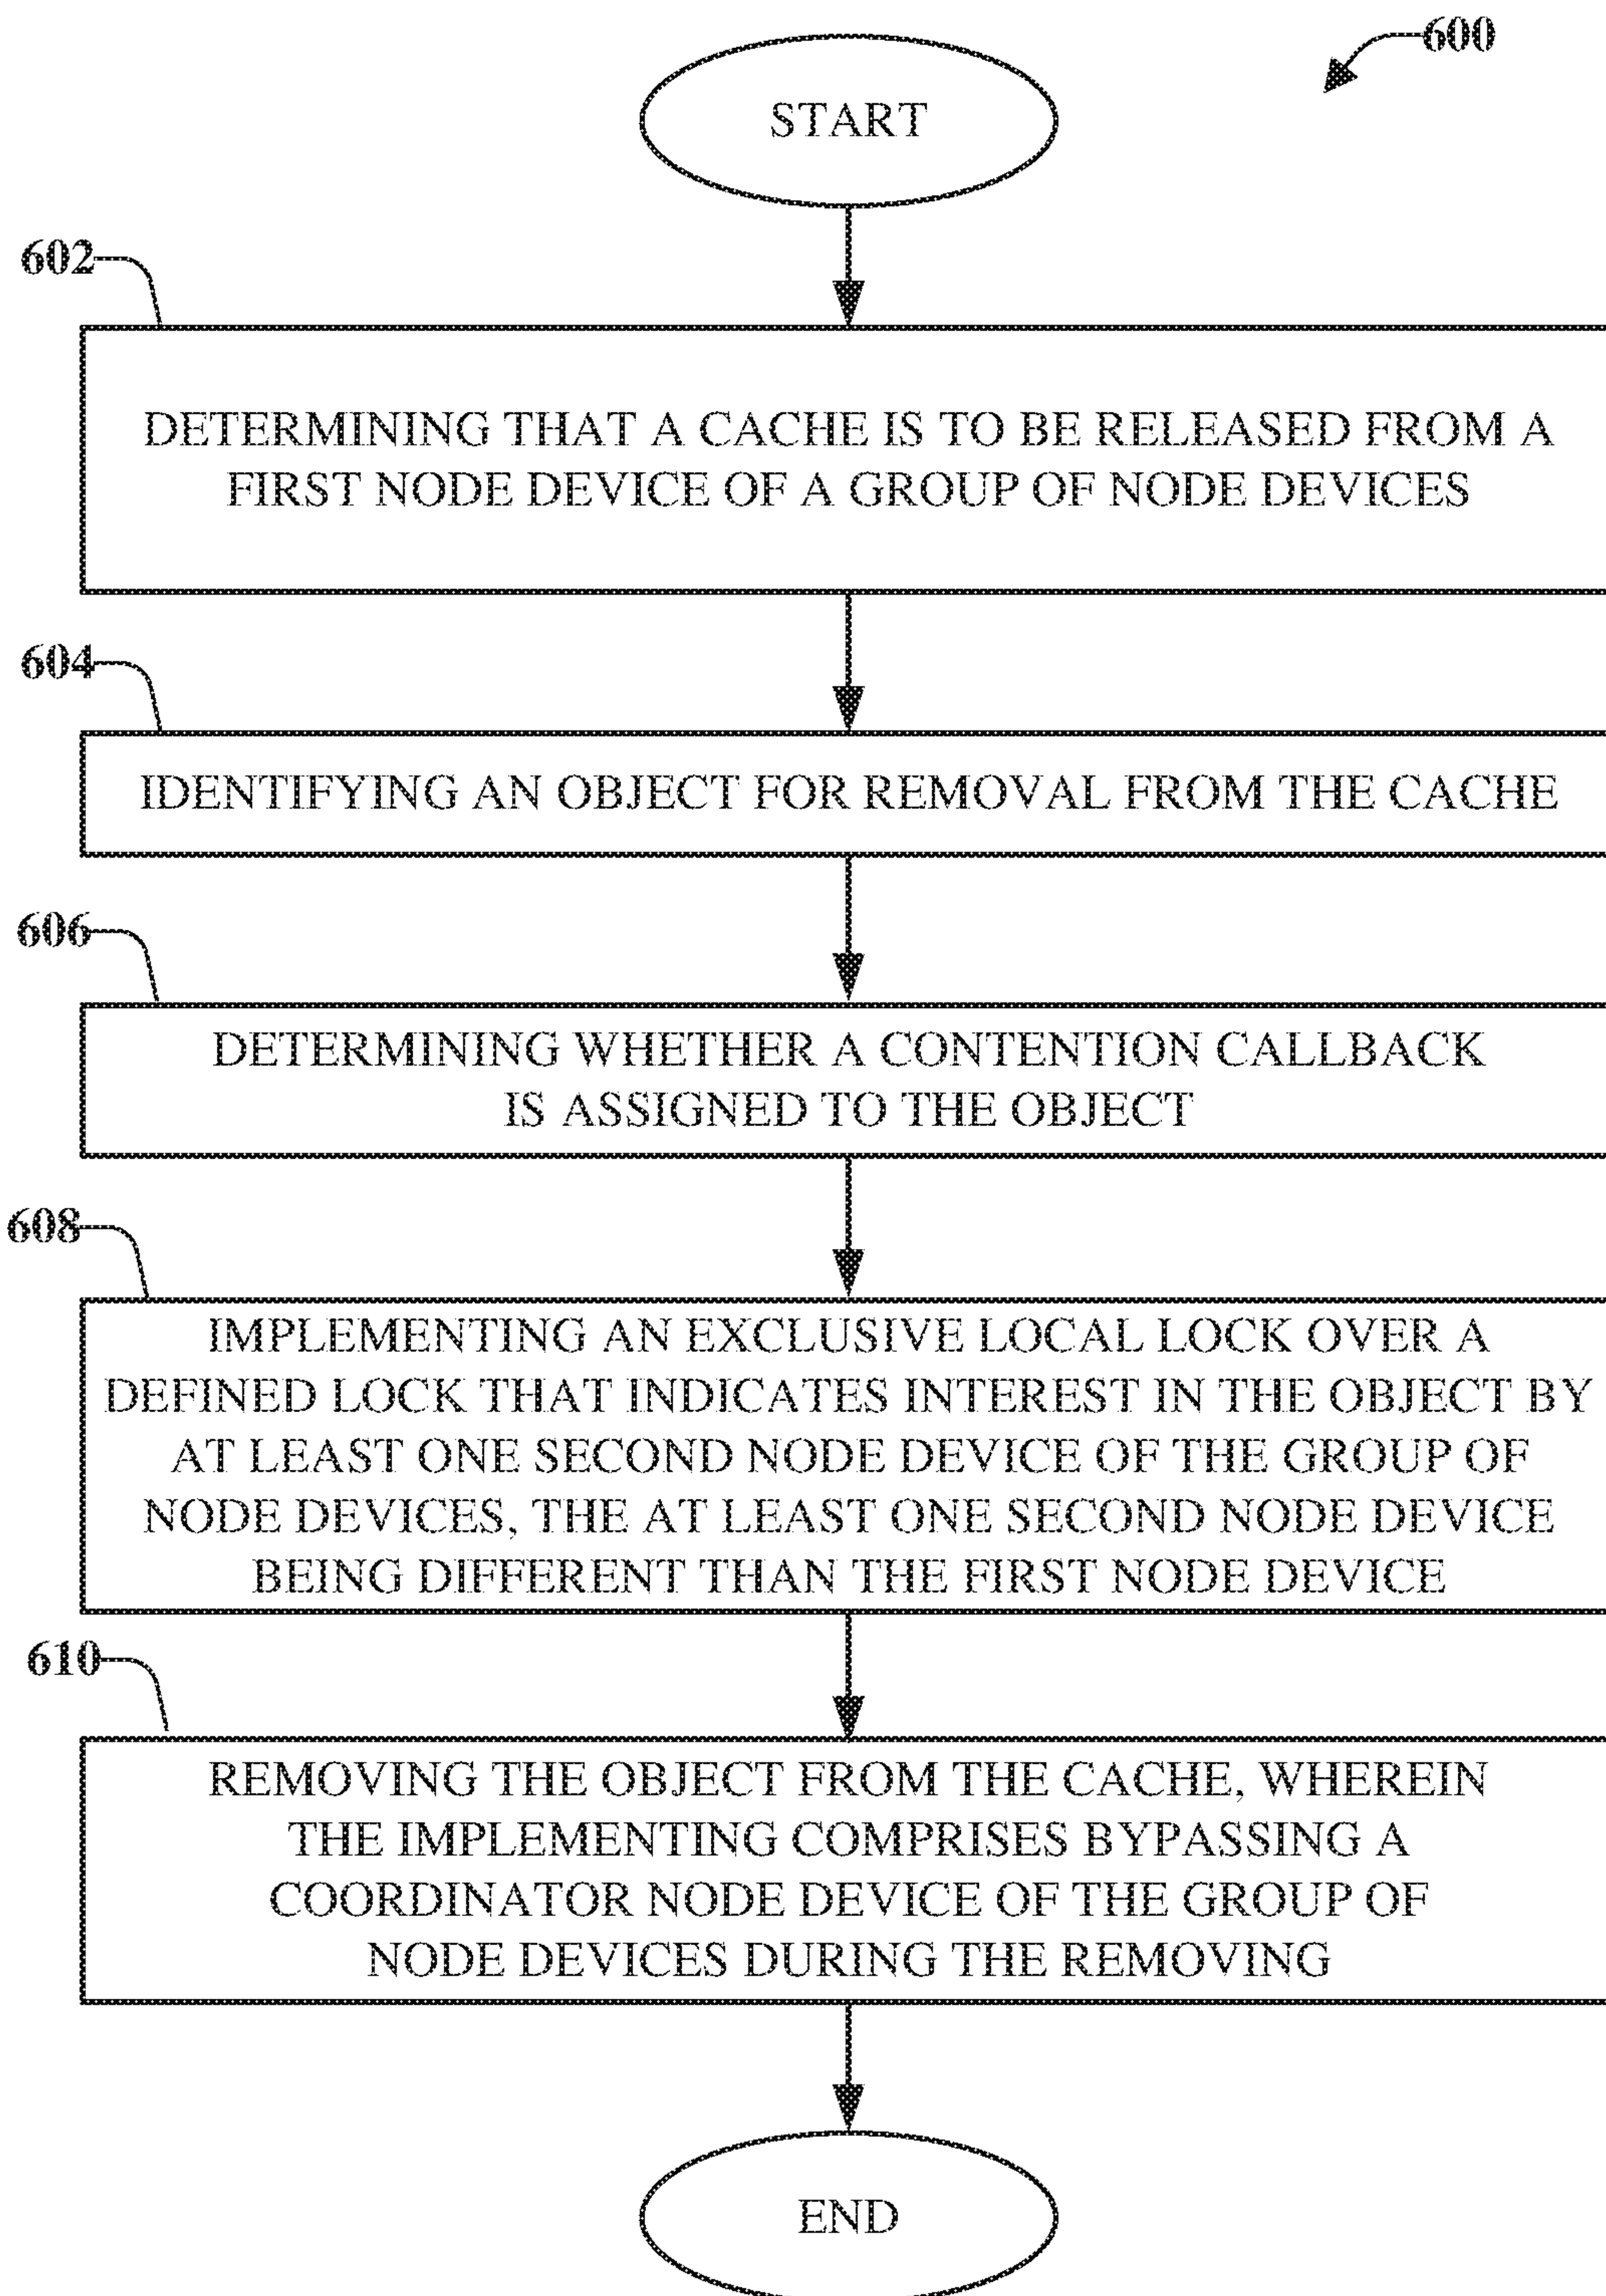 600
START
602
DETERMINING THAT A CACHE IS TO BE RELEASED FROM A
FIRST NODE DEVICE OF A GROUP OF NODE DEVICES
604
IDENTIFYING AN OBJECT FOR REMOVAL FROM THE CACHE
606
DETERMINING WHETHER A CONTENTION CALLBACK
IS ASSIGNED TO THE OBJECT
608
IMPLEMENTING AN EXCLUSIVE LOCAL LOCK OVER A
DEFINED LOCK THAT INDICATES INTEREST IN THE OBJECT BY
AT LEAST ONE SECOND NODE DEVICE OF THE GROUP OF
NODE DEVICES, THE AT LEAST ONE SECOND NODE DEVICE
BEING DIFFERENT THAN THE FIRST NODE DEVICE
610
REMOVING THE OBJECT FROM THE CACHE, WHEREIN
THE IMPLEMENTING COMPRISES BYPASSING A
COORDINATOR NODE DEVICE OF THE GROUP OF
NODE DEVICES DURING THE REMOVING
END